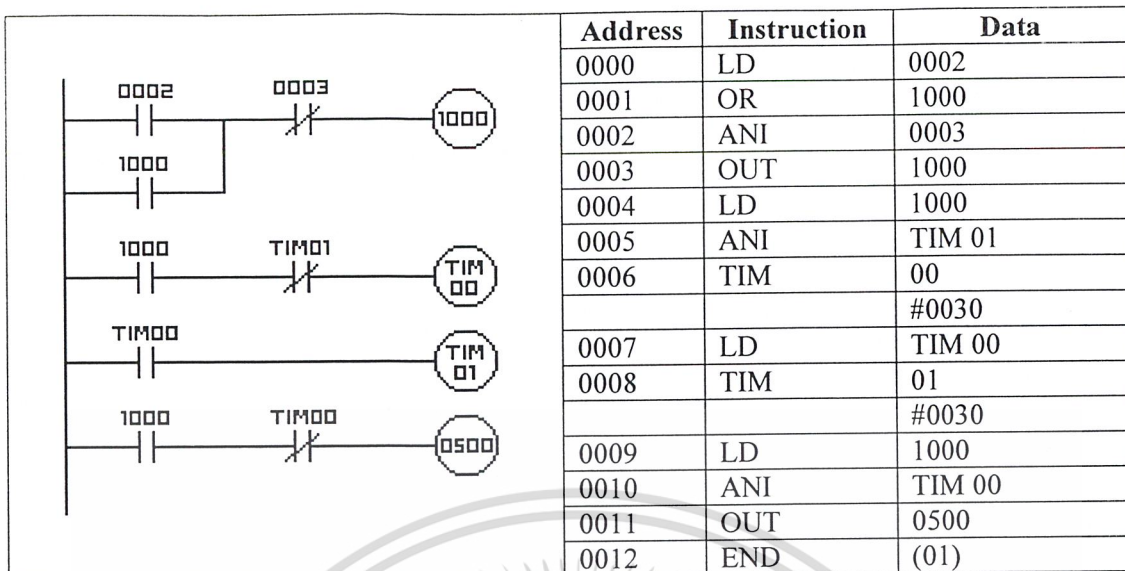 0002 0003
1000
1000
1000 TIM01
TIM
00
TIM00
TIM
01
1000 TIM00
0500
Address Instruction Data
0000 LD 0002
0001 OR 1000
0002 ANI 0003
0003 OUT 1000
0004 LD 1000
0005 ANI TIM 01
0006 TIM 00
#0030
0007 LD TIM 00
0008 TIM 01
#0030
0009 LD 1000
0010 ANI TIM 00
0011 OUT 0500
0012 END (01)